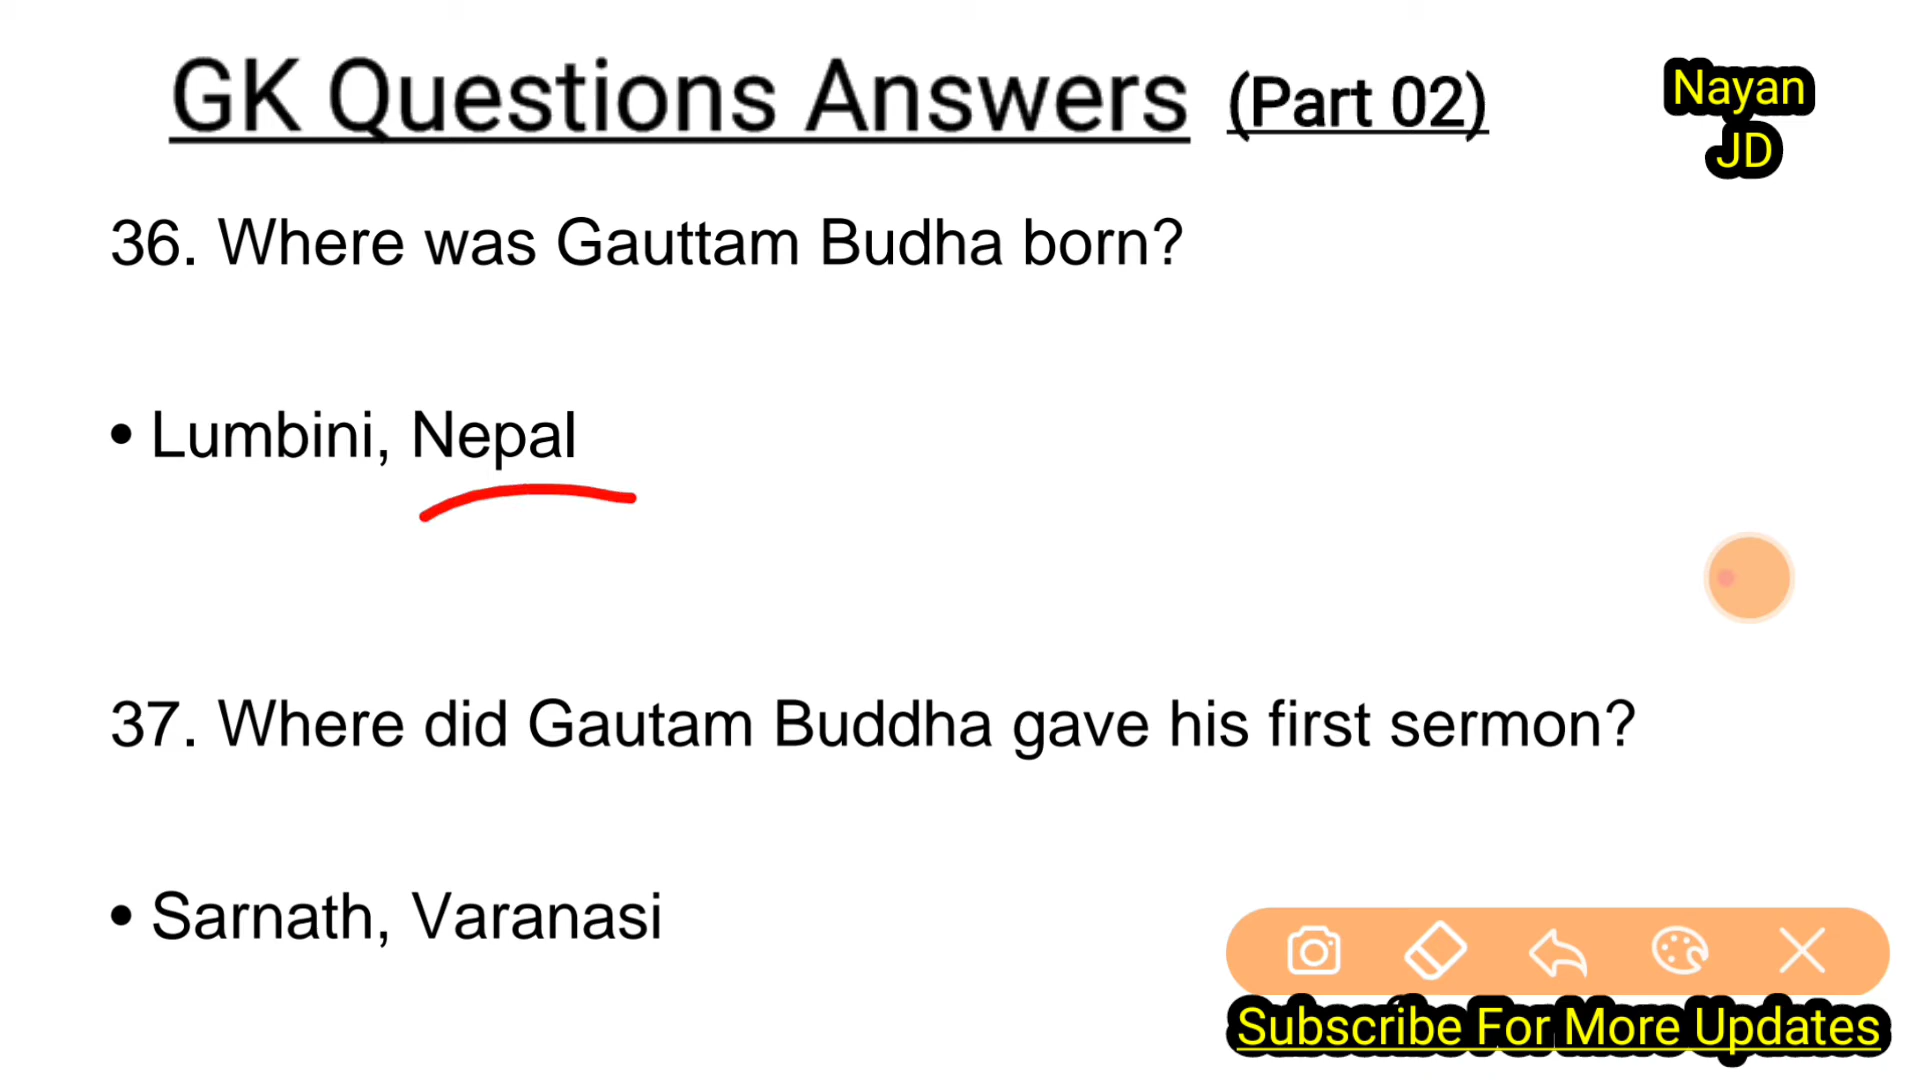 GK Questions Answers (Part 02)
Nayan
JD
36. Where was Gauttam Budha born?
• Lumbini, Nepal
37. Where did Gautam Buddha gave his first sermon?
• Sarnath, Varanasi
Subscribe For More Updates